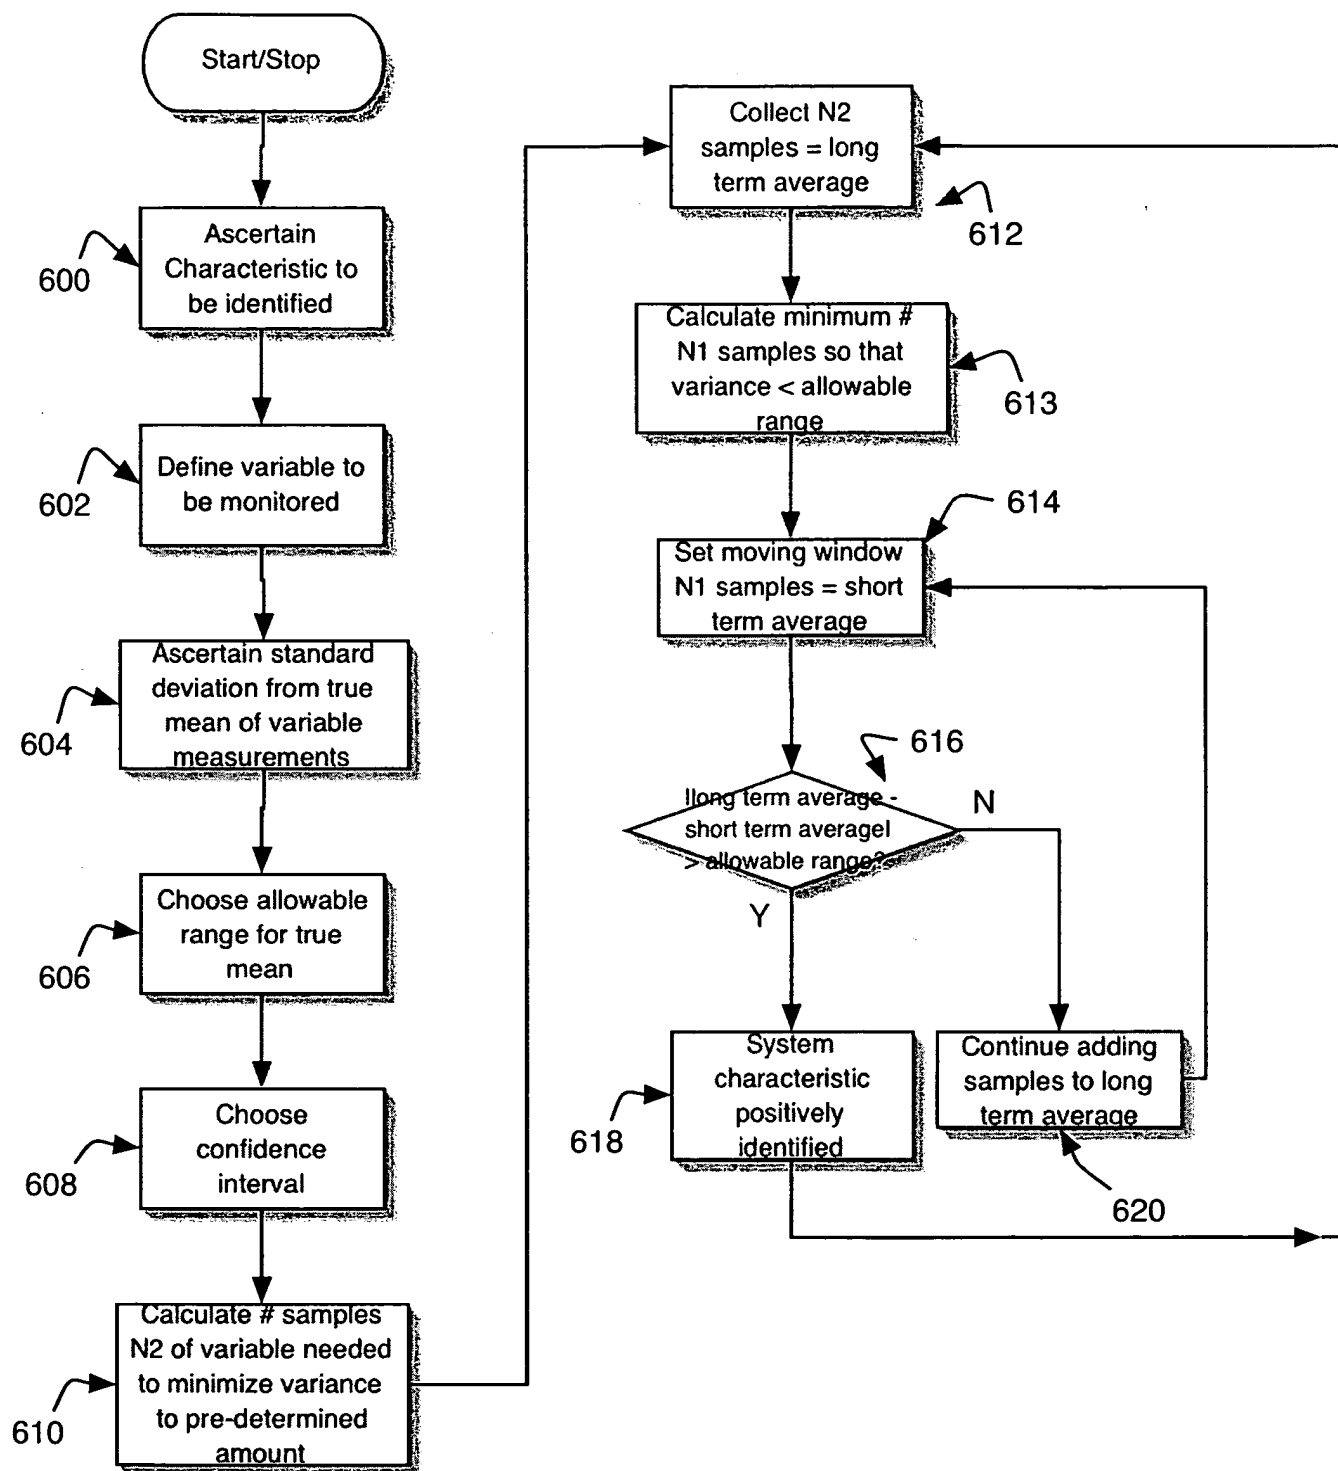 Start/Stop
600
Ascertain
Characteristic to
be identified
602
Define variable to
be monitored
604
Ascertain standard
deviation from true
mean of variable
measurements
606
Choose allowable
range for true
mean
608
Choose
confidence
interval
610
Calculate # samples
N2 of variable needed
to minimize variance
to pre-determined
amount
Collect N2
samples = long
term average
612
Calculate minimum #
N1 samples so that
variance < allowable
range
613
614
Set moving window
N1 samples = short
term average
616
|long term average -
short term average|
> allowable range?
N
Y
618
System
characteristic
positively
identified
Continue adding
samples to long
term average
620